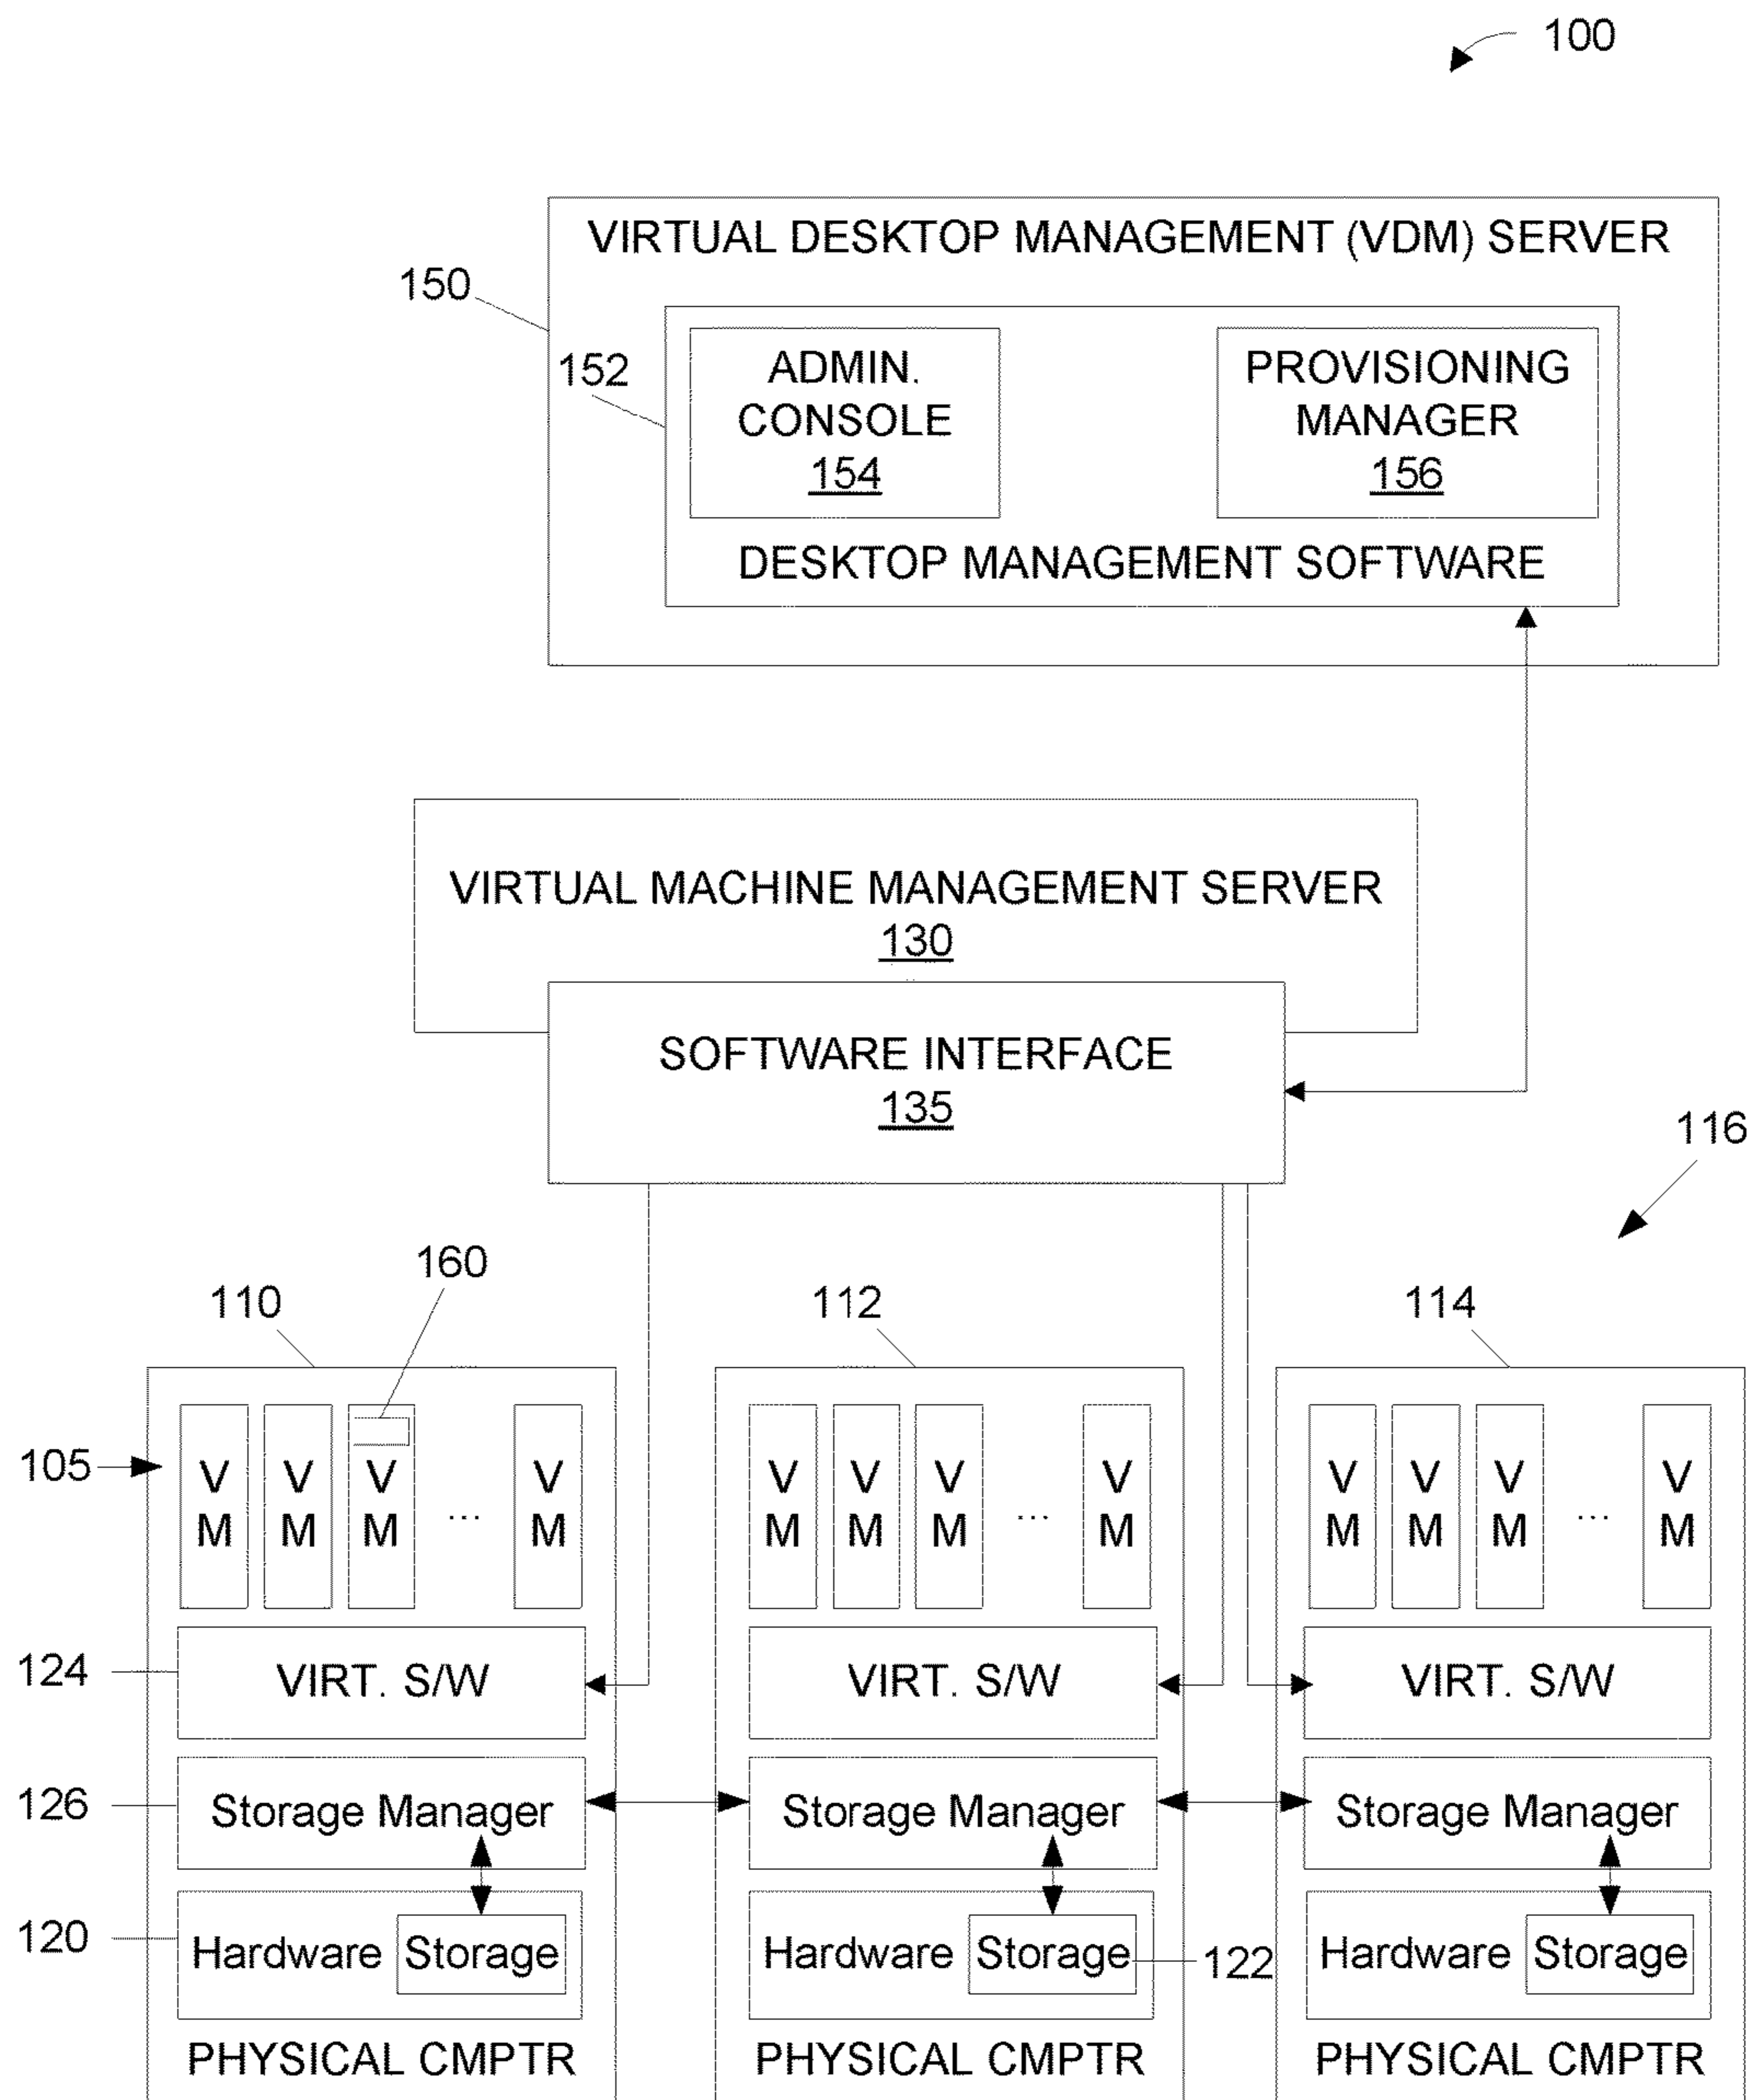 100
VIRTUAL DESKTOP MANAGEMENT (VDM) SERVER
150
152
ADMIN.
CONSOLE
154
PROVISIONING
MANAGER
156
DESKTOP MANAGEMENT SOFTWARE
VIRTUAL MACHINE MANAGEMENT SERVER
130
SOFTWARE INTERFACE
135
116
160
110
112
114
105
V V V V
M M M ... M
V V V V
M M M ... M
V V V V
M M M ... M
124
VIRT. S/W
VIRT. S/W
VIRT. S/W
126
Storage Manager
Storage Manager
Storage Manager
120
Hardware Storage
Hardware Storage
122
Hardware Storage
PHYSICAL CMPTR
PHYSICAL CMPTR
PHYSICAL CMPTR